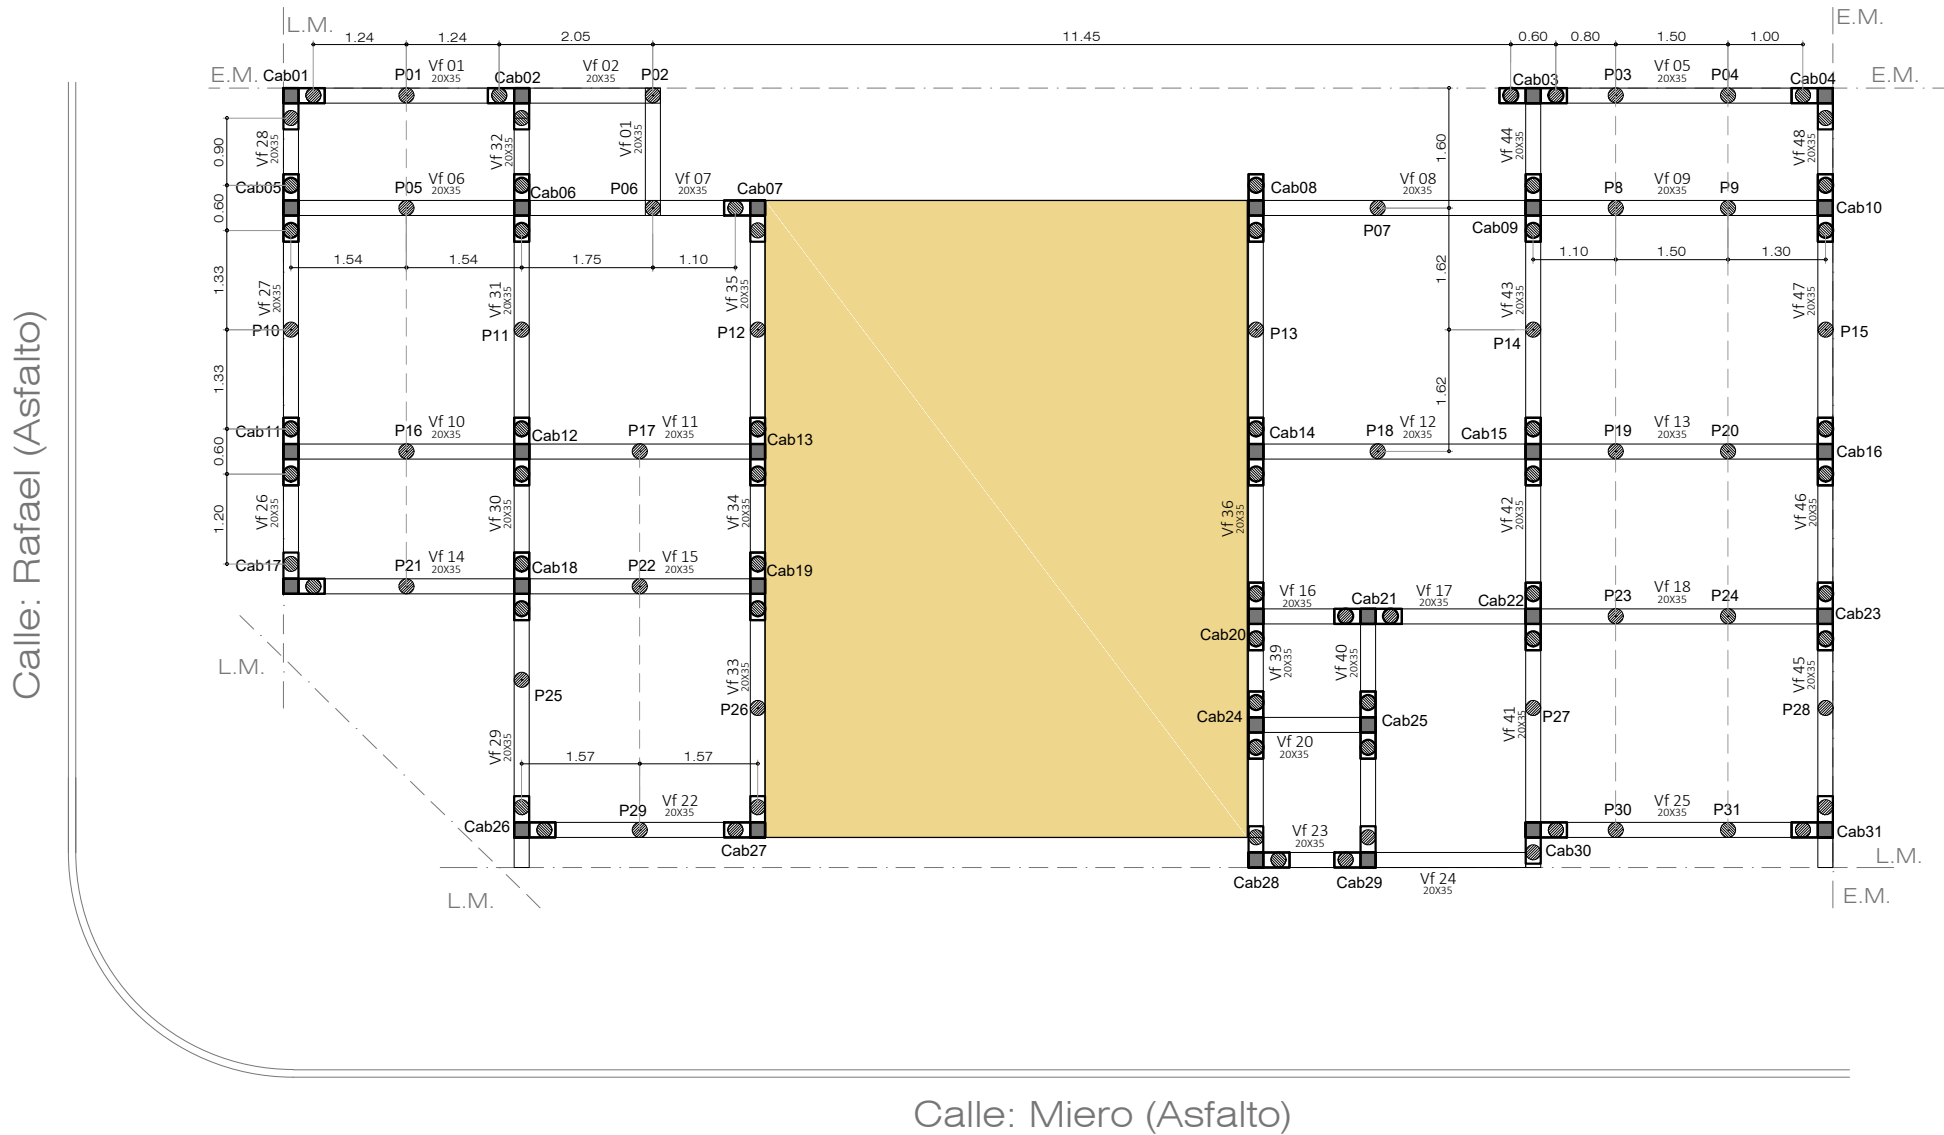 L.M.
E.M.
1.24
1.24
2.05
11.45
0.60
0.80
1.50
1.00
E.M.
Cab01
P01
Vf 01
20X35
Cab02
Vf 02
20X35
P02
Cab03
P03
Vf 05
20X35
P04
Cab04
E.M.
0.90
Vf 28
20X35
Vf 32
20X35
Vf 01
20X35
1.60
Vf 44
20X35
Vf 48
20X35
Cab05
P05
Vf 06
20X35
Cab06
P06
Vf 07
20X35
Cab07
Cab08
Vf 08
20X35
P8
Vf 09
20X35
P9
Cab10
0.60
P07
Cab09
1.54
1.54
1.75
1.10
1.10
1.50
1.30
1.33
Vf 27
20X35
Vf 31
20X35
Vf 35
20X35
1.62
Vf 43
20X35
Vf 47
20X35
P10
P11
P12
P13
P14
P15
1.33
1.62
Cab11
P16
Vf 10
20X35
Cab12
P17
Vf 11
20X35
Cab13
Cab14
P18
Vf 12
20X35
Cab15
P19
Vf 13
20X35
P20
Cab16
0.60
Vf 26
20X35
Vf 30
20X35
Vf 34
20X35
Vf 36
20X35
Vf 42
20X35
Vf 46
20X35
1.20
Cab17
P21
Vf 14
20X35
Cab18
P22
Vf 15
20X35
Cab19
Vf 16
20X35
Cab21
Vf 17
20X35
Cab22
P23
Vf 18
20X35
P24
Cab23
Cab20
L.M.
Vf 33
20X35
Vf 39
20X35
Vf 40
20X35
Vf 45
20X35
P25
P26
Cab24
Cab25
Vf 41
20X35
P27
P28
Vf 29
20X35
Vf 20
20X35
1.57
1.57
Cab26
P29
Vf 22
20X35
Cab27
Vf 23
20X35
P30
Vf 25
20X35
P31
Cab31
Cab30
L.M.
Cab28
Cab29
Vf 24
20X35
L.M.
E.M.
Calle: Rafael (Asfalto)
Calle: Miero (Asfalto)